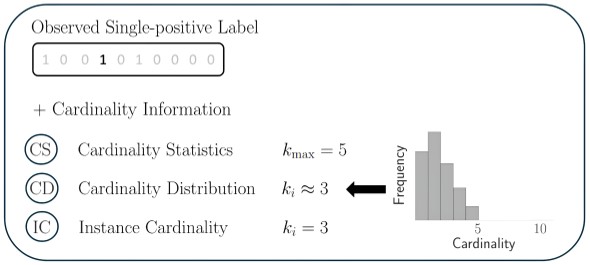 Observed Single-positive Label
1 0 0 1 0 1 0 0 0 0
+ Cardinality Information
CS Cardinality Statistics k_max = 5
CD Cardinality Distribution k_i ≈ 3
IC Instance Cardinality k_i = 3
Frequency
5 10
Cardinality